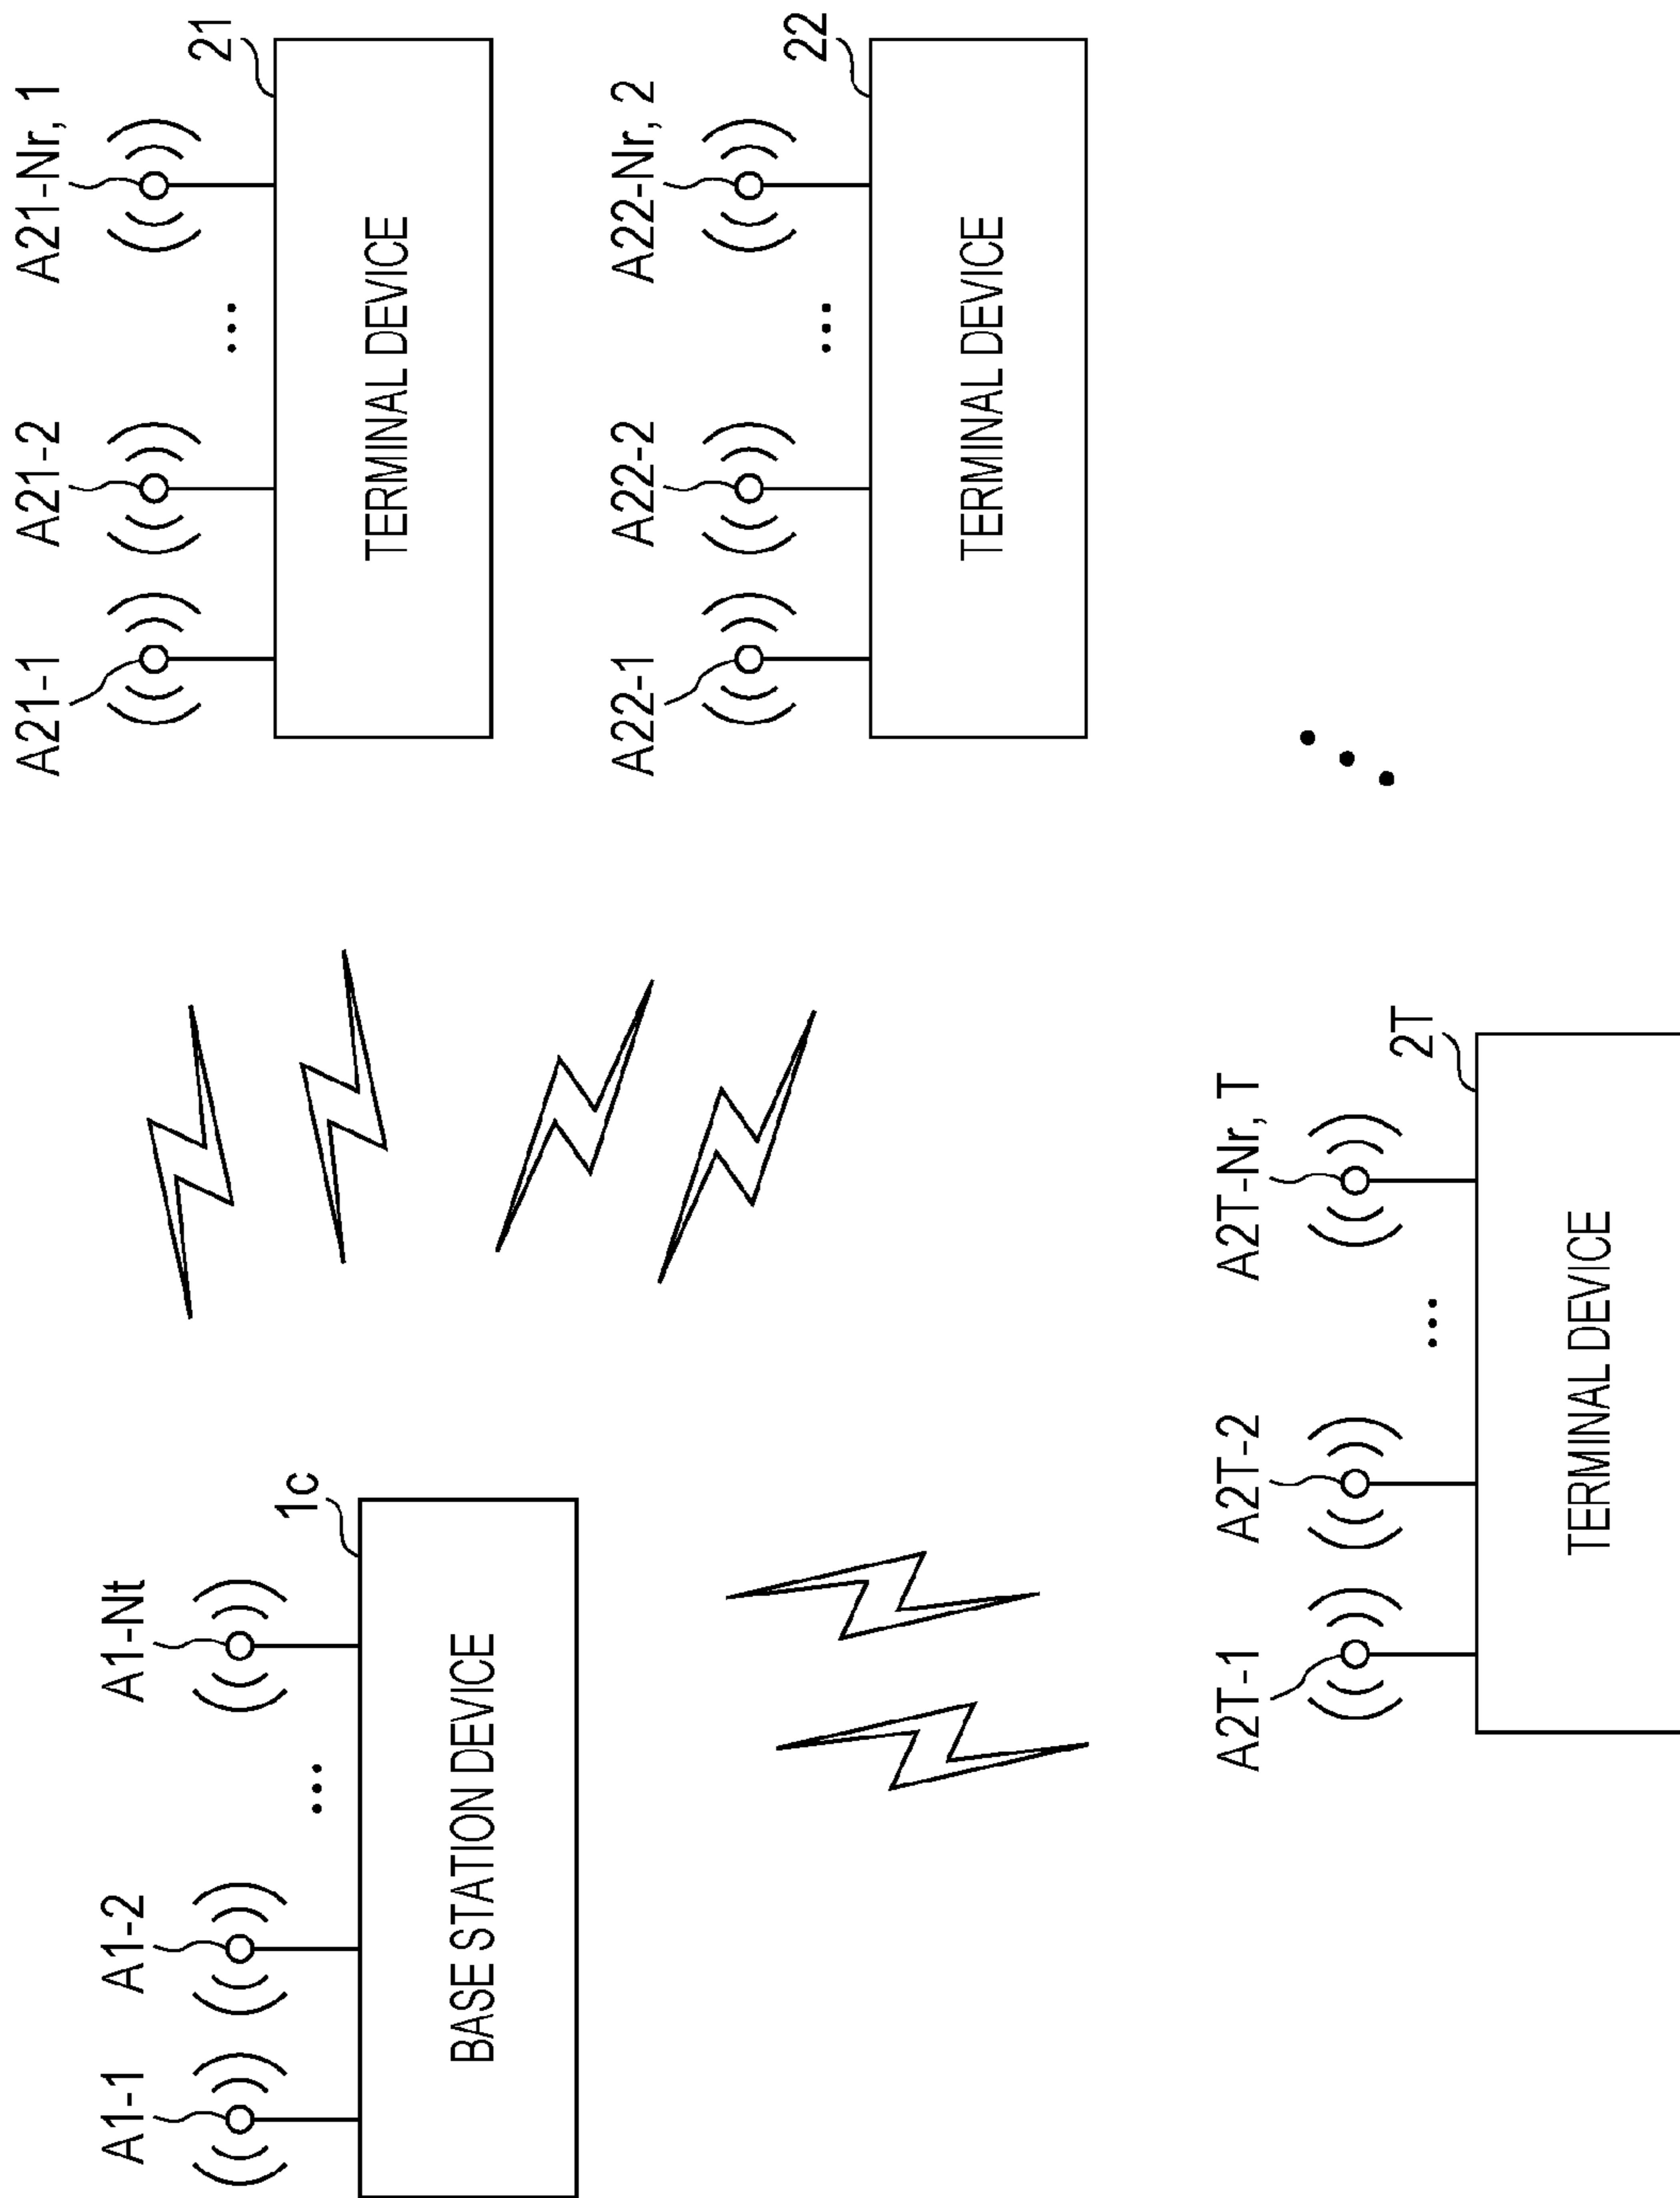 A1-1
A1-2
...
A1-Nt
1c
BASE STATION DEVICE
A21-1
A21-2
...
A21-Nr, 1
21
TERMINAL DEVICE
A22-1
A22-2
...
A22-Nr, 2
22
TERMINAL DEVICE
A2T-1
A2T-2
...
A2T-Nr, T
2T
TERMINAL DEVICE